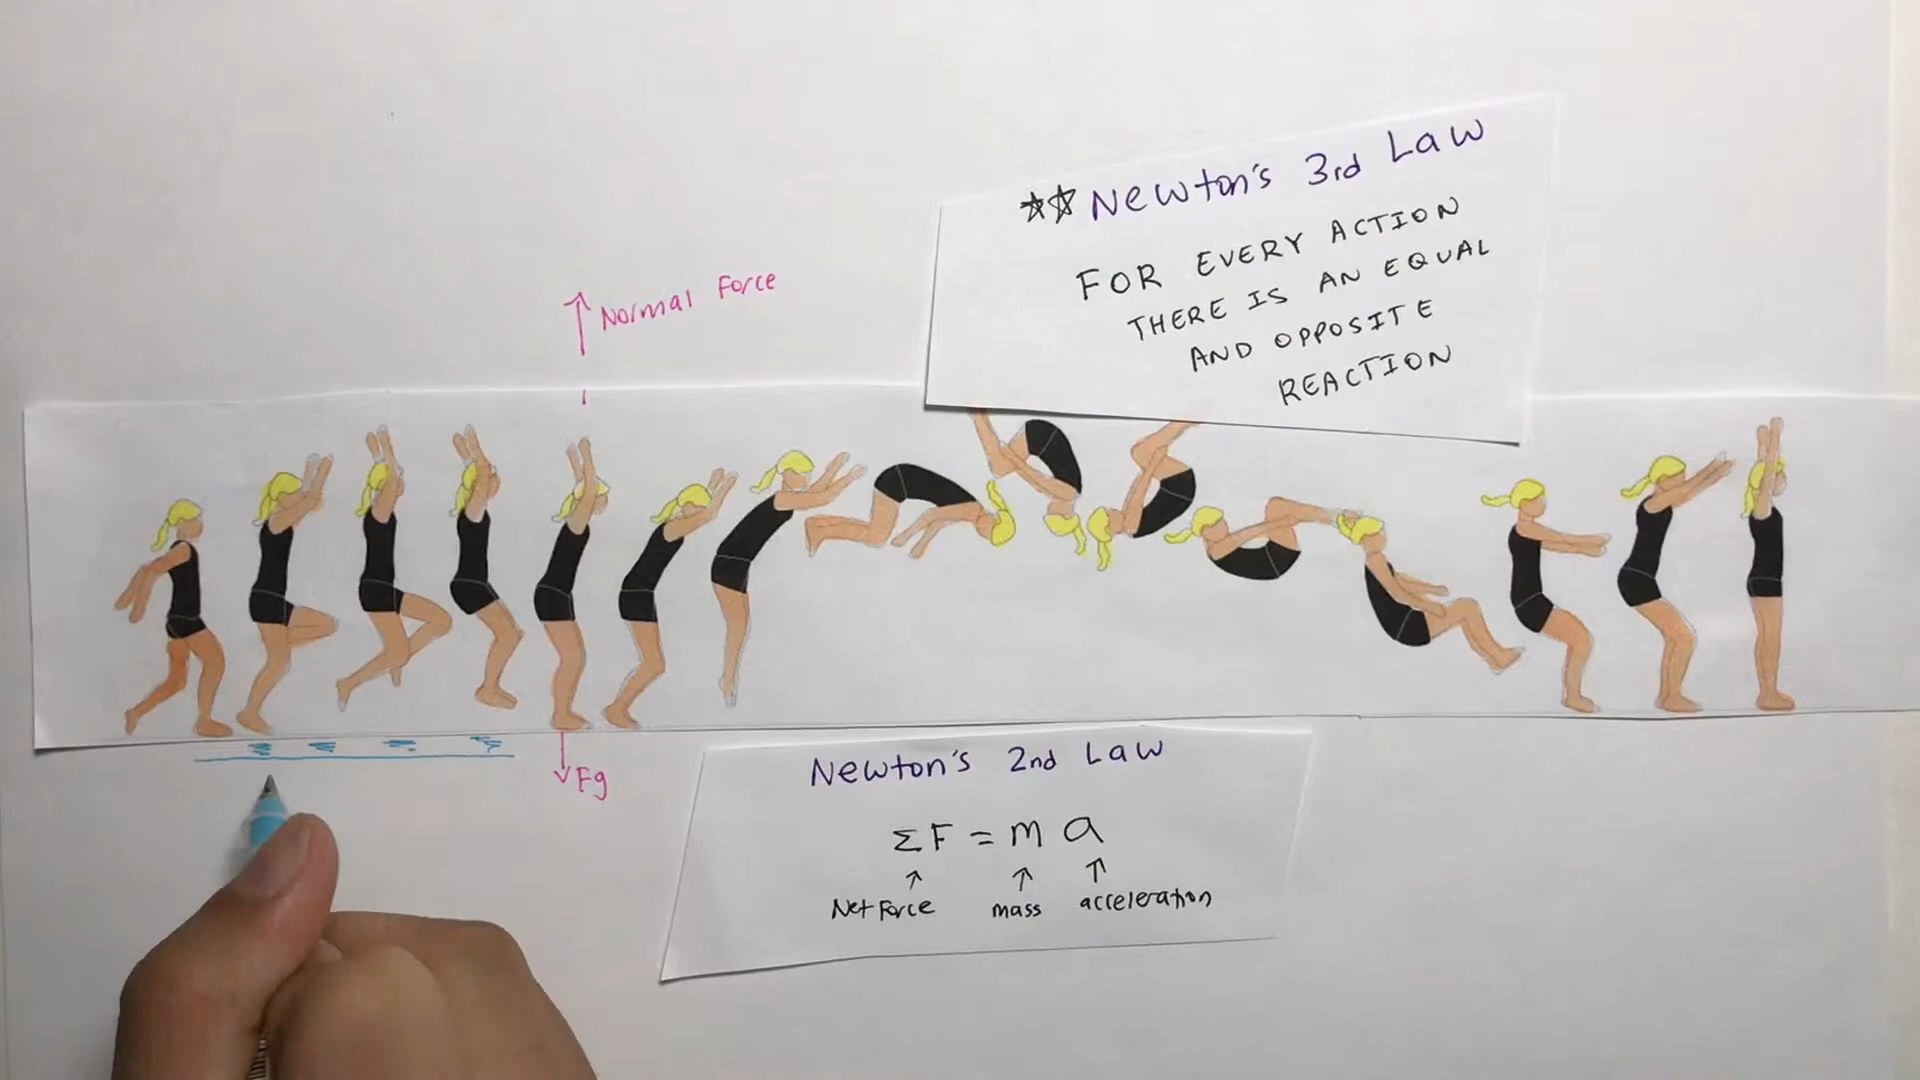 ★★ Newton's 3rd Law
FOR EVERY ACTION
THERE IS AN EQUAL
AND OPPOSITE
REACTION
Normal Force
Fg
Newton's 2nd Law
ΣF = m a
Net Force mass acceleration